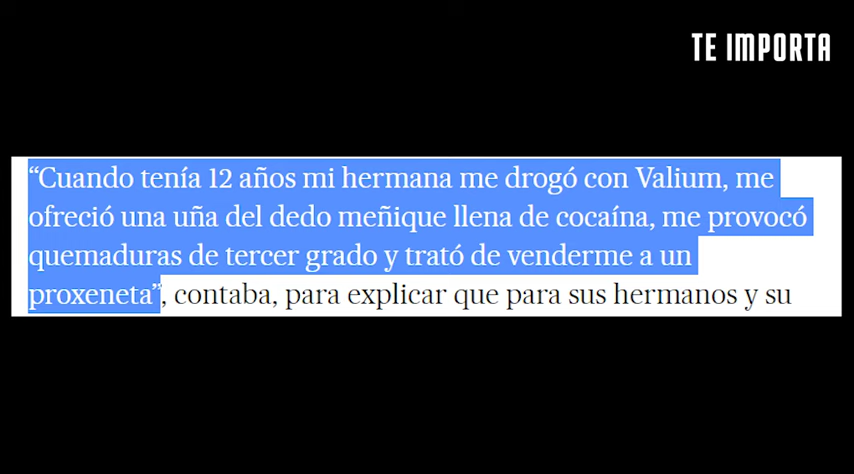 TE IMPORTA
“Cuando tenía 12 años mi hermana me drogó con Valium, me
ofreció una uña del dedo meñique llena de cocaína, me provocó
quemaduras de tercer grado y trató de venderme a un
proxeneta”, contaba, para explicar que para sus hermanos y su